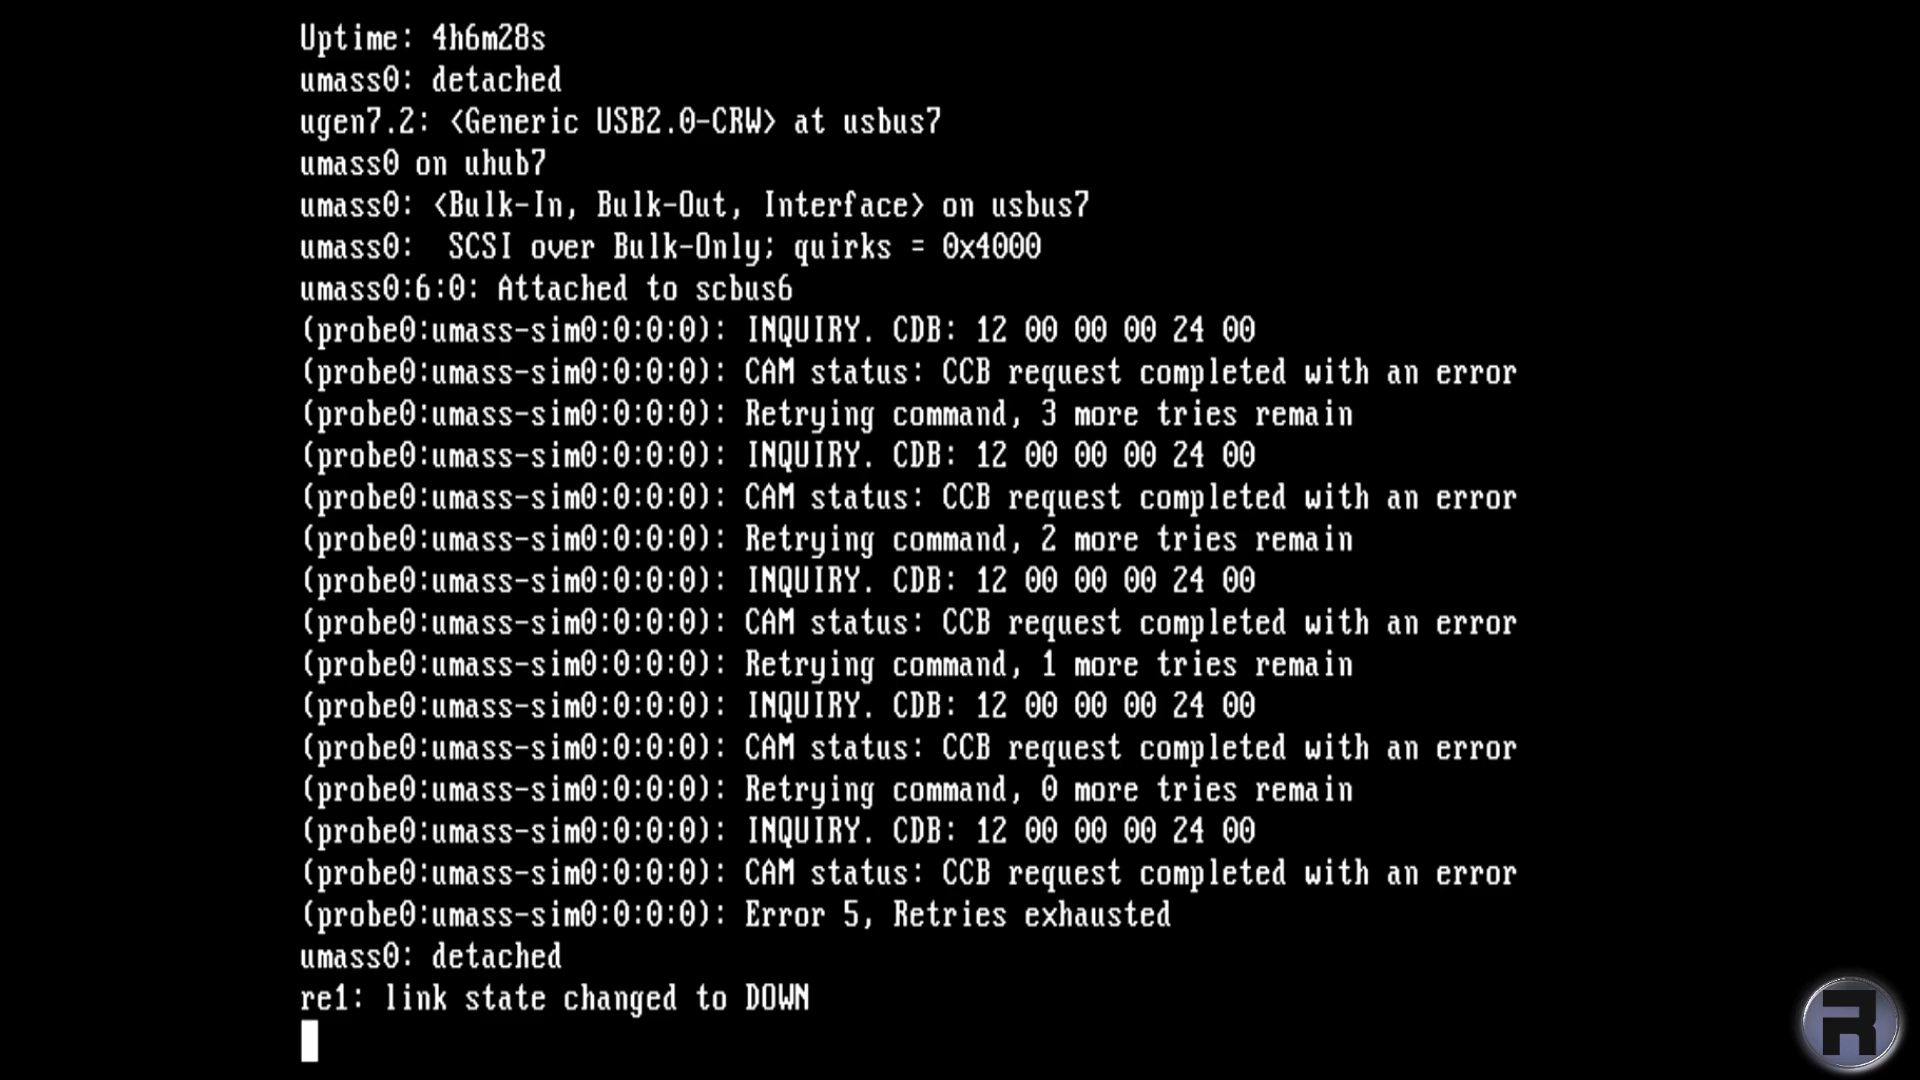 Uptime: 4h6m28s
umass0: detached
ugen7.2: <Generic USB2.0-CRW> at usbus7
umass0 on uhub7
umass0: <Bulk-In, Bulk-Out, Interface> on usbus7
umass0:  SCSI over Bulk-Only; quirks = 0x4000
umass0:6:0: Attached to scbus6
(probe0:umass-sim0:0:0:0): INQUIRY. CDB: 12 00 00 00 24 00
(probe0:umass-sim0:0:0:0): CAM status: CCB request completed with an error
(probe0:umass-sim0:0:0:0): Retrying command, 3 more tries remain
(probe0:umass-sim0:0:0:0): INQUIRY. CDB: 12 00 00 00 24 00
(probe0:umass-sim0:0:0:0): CAM status: CCB request completed with an error
(probe0:umass-sim0:0:0:0): Retrying command, 2 more tries remain
(probe0:umass-sim0:0:0:0): INQUIRY. CDB: 12 00 00 00 24 00
(probe0:umass-sim0:0:0:0): CAM status: CCB request completed with an error
(probe0:umass-sim0:0:0:0): Retrying command, 1 more tries remain
(probe0:umass-sim0:0:0:0): INQUIRY. CDB: 12 00 00 00 24 00
(probe0:umass-sim0:0:0:0): CAM status: CCB request completed with an error
(probe0:umass-sim0:0:0:0): Retrying command, 0 more tries remain
(probe0:umass-sim0:0:0:0): INQUIRY. CDB: 12 00 00 00 24 00
(probe0:umass-sim0:0:0:0): CAM status: CCB request completed with an error
(probe0:umass-sim0:0:0:0): Error 5, Retries exhausted
umass0: detached
re1: link state changed to DOWN
R